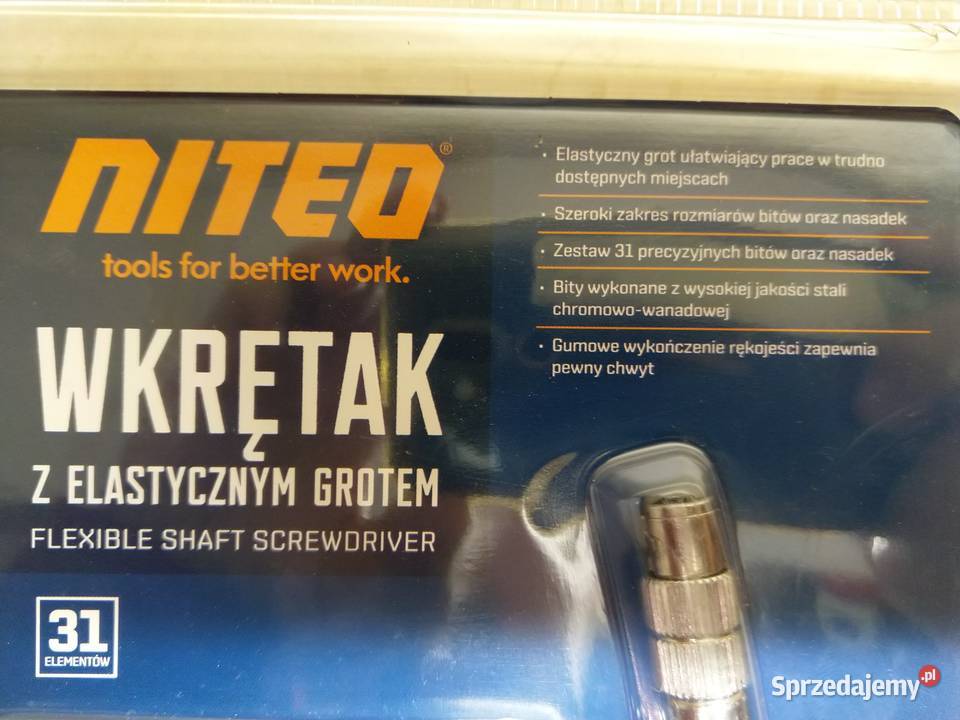 NITEO®
tools for better work.
WKRĘTAK
Z ELASTYCZNYM GROTEM
FLEXIBLE SHAFT SCREWDRIVER
31
ELEMENTÓW
· Elastyczny grot ułatwiający prace w trudno
dostępnych miejscach
· Szeroki zakres rozmiarów bitów oraz nasadek
· Zestaw 31 precyzyjnych bitów oraz nasadek
· Bity wykonane z wysokiej jakości stali
chromowo-wanadowej
· Gumowe wykończenie rękojeści zapewnia
pewny chwyt
Sprzedajemy.pl